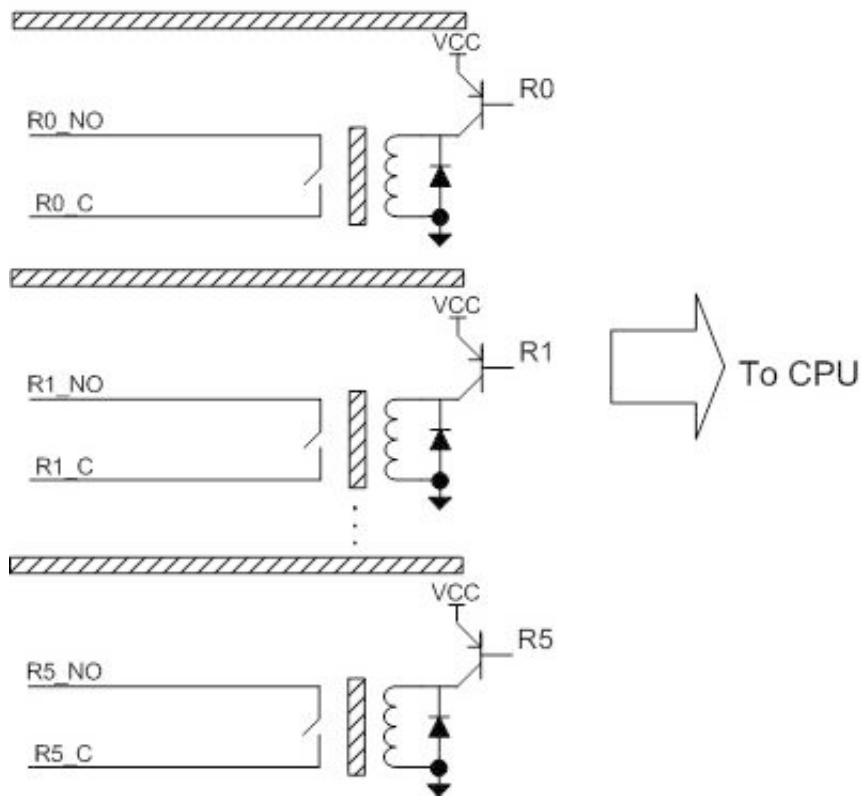 VCC
R0
R0_NO
R0_C
VCC
R1
R1_NO
R1_C
To CPU
VCC
R5
R5_NO
R5_C